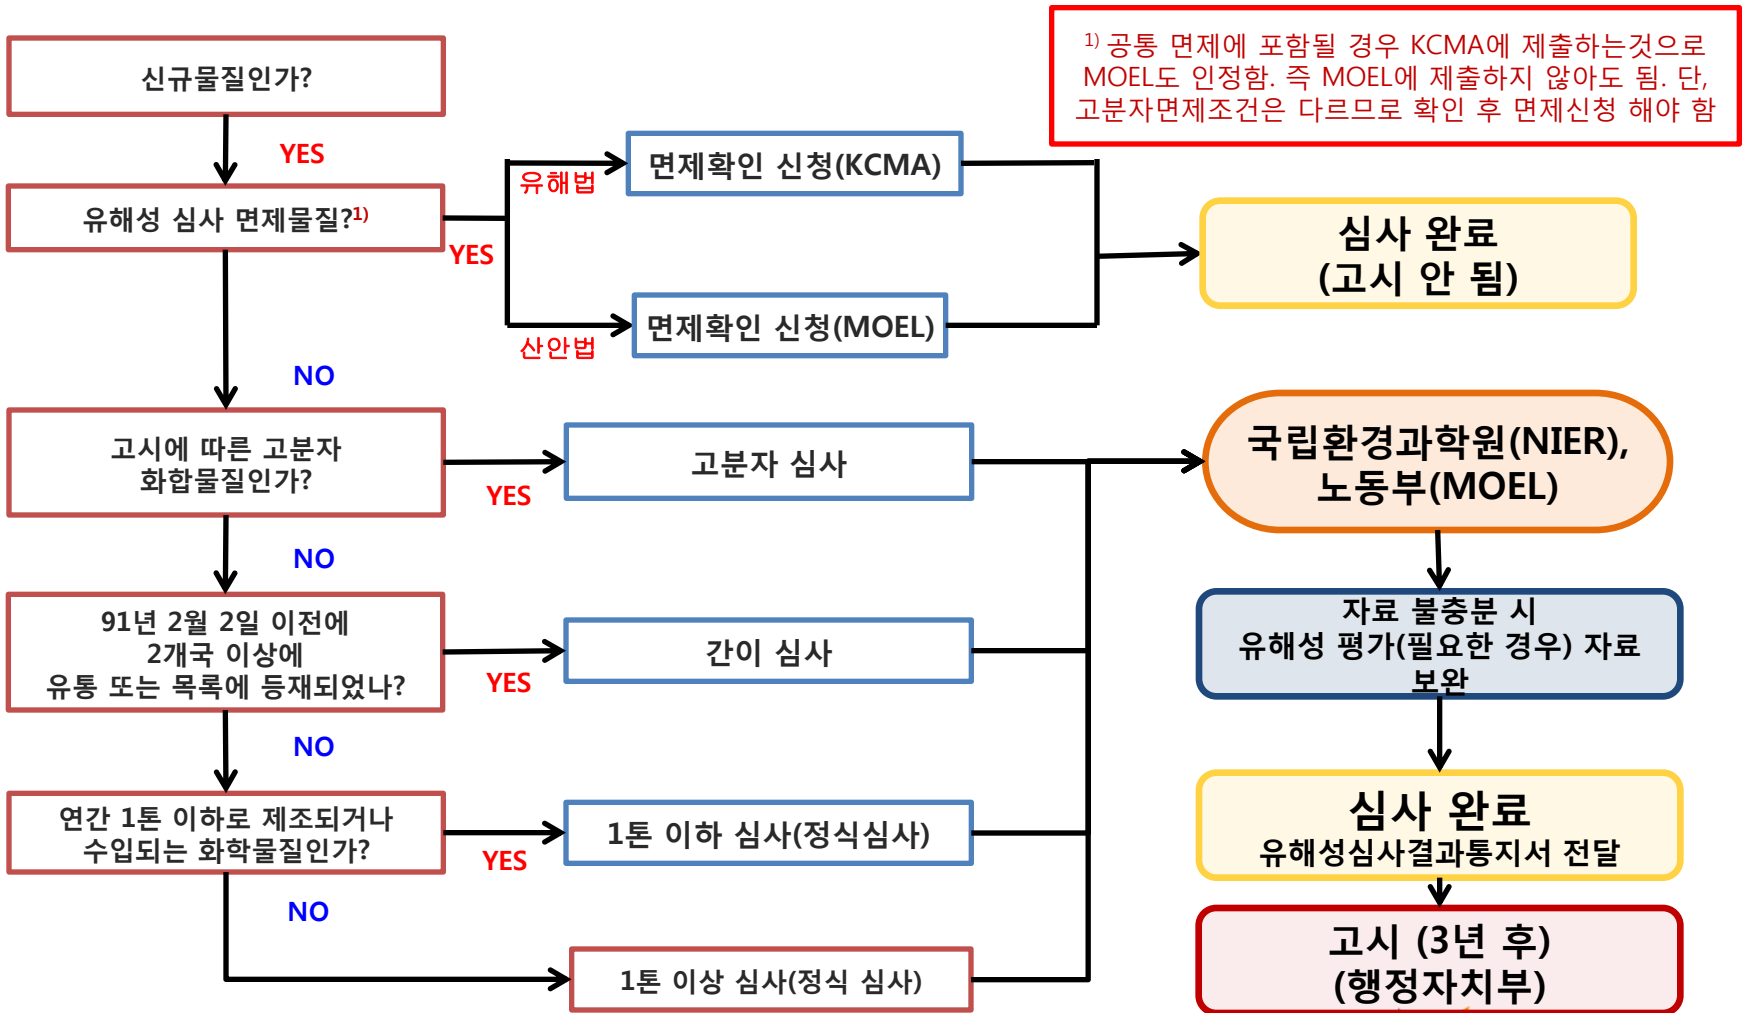 신규물질인가?
1) 공통 면제에 포함될 경우 KCMA에 제출하는것으로
MOEL도 인정함. 즉 MOEL에 제출하지 않아도 됨. 단,
고분자면제조건은 다르므로 확인 후 면제신청 해야 함
YES
유해성 심사 면제물질?1)
YES
유해법
면제확인 신청(KCMA)
산안법
면제확인 신청(MOEL)
심사 완료
(고시 안 됨)
NO
고시에 따른 고분자
화합물질인가?
YES
고분자 심사
국립환경과학원(NIER),
노동부(MOEL)
NO
91년 2월 2일 이전에
2개국 이상에
유통 또는 목록에 등재되었나?
YES
간이 심사
자료 불충분 시
유해성 평가(필요한 경우) 자료
보완
NO
연간 1톤 이하로 제조되거나
수입되는 화학물질인가?
YES
1톤 이하 심사(정식심사)
심사 완료
유해성심사결과통지서 전달
NO
1톤 이상 심사(정식 심사)
고시 (3년 후)
(행정자치부)